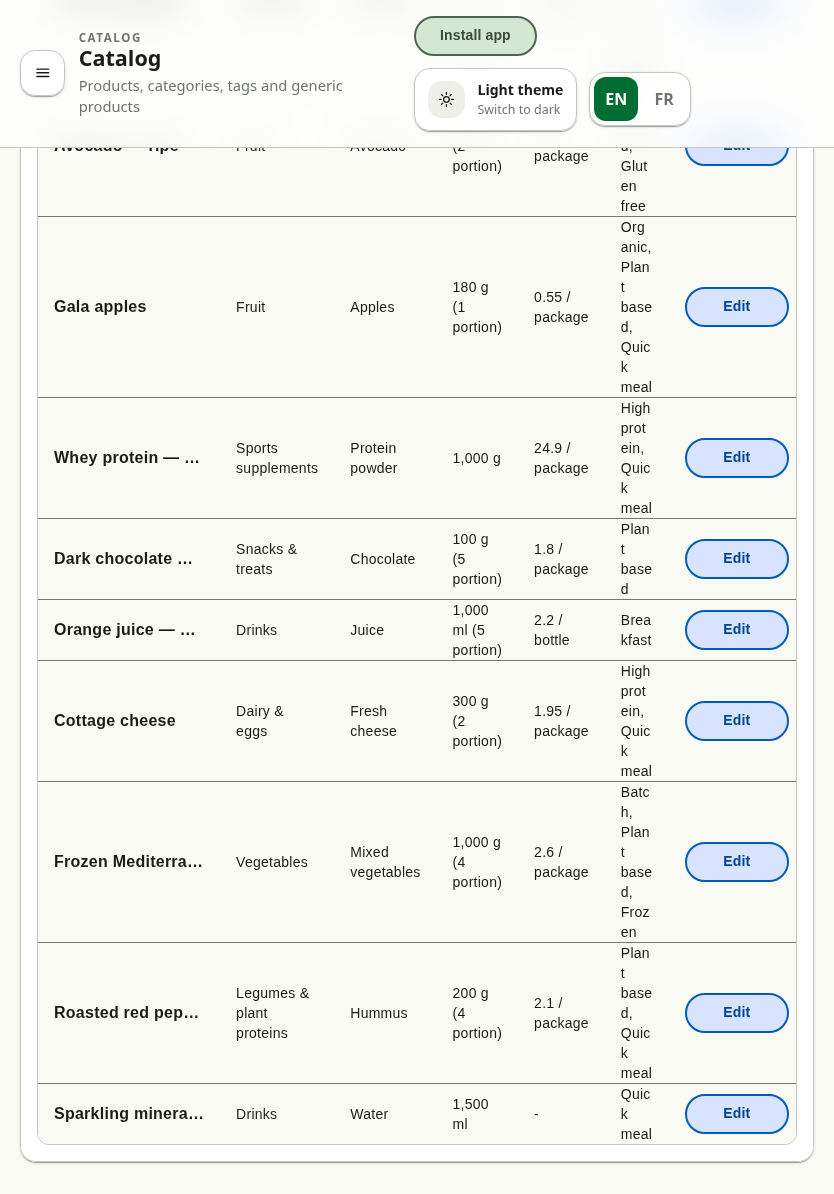 CATALOG
Catalog
Products, categories, tags and generic
products
Install app
Light theme
Switch to dark
EN
FR
portion)
package
d,
Glut
en
free
Gala apples
Fruit
Apples
180 g
(1
portion)
0.55 /
package
Org
anic,
Plan
t
base
d,
Quic
k
meal
Edit
Whey protein — …
Sports
supplements
Protein
powder
1,000 g
24.9 /
package
High
prot
ein,
Quic
k
meal
Edit
Dark chocolate …
Snacks &
treats
Chocolate
100 g
(5
portion)
1.8 /
package
Plan
t
base
d
Edit
Orange juice — …
Drinks
Juice
1,000
ml (5
portion)
2.2 /
bottle
Brea
kfast
Edit
Cottage cheese
Dairy &
eggs
Fresh
cheese
300 g
(2
portion)
1.95 /
package
High
prot
ein,
Quic
k
meal
Edit
Frozen Mediterra…
Vegetables
Mixed
vegetables
1,000 g
(4
portion)
2.6 /
package
Batc
h,
Plan
t
base
d,
Froz
en
Edit
Roasted red pep…
Legumes &
plant
proteins
Hummus
200 g
(4
portion)
2.1 /
package
Plan
t
base
d,
Quic
k
meal
Edit
Sparkling minera…
Drinks
Water
1,500
ml
-
Quic
k
meal
Edit